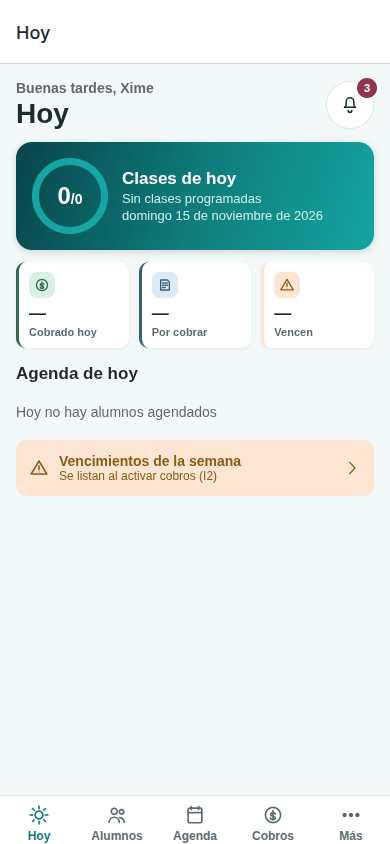 Hoy
Buenas tardes, Xime
Hoy
3
0/0
Clases de hoy
Sin clases programadas
domingo 15 de noviembre de 2026
—
Cobrado hoy
—
Por cobrar
—
Vencen
Agenda de hoy
Hoy no hay alumnos agendados
Vencimientos de la semana
Se listan al activar cobros (I2)
Hoy
Alumnos
Agenda
Cobros
Más